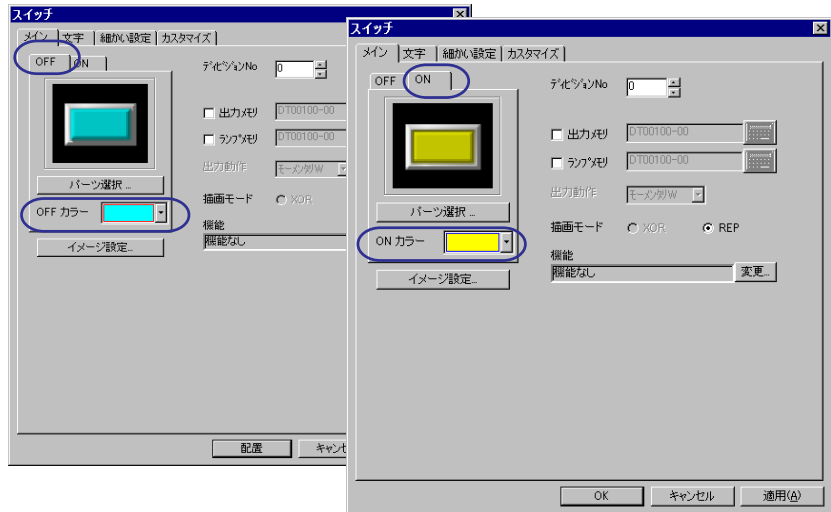 スイッチ
メイン 文字 細かい設定 カスタマイズ
OFF ON
ディビジョンNo 0
出力メモリ DT00100-00
ランプメモリ DT00100-00
出力動作 モーメンタリW
パーツ選択 ...
描画モード XOR
OFF カラー
機能
機能なし
イメージ設定...
配置
スイッチ
メイン 文字 細かい設定 カスタマイズ
OFF ON
ディビジョンNo 0
出力メモリ DT00100-00
ランプメモリ DT00100-00
出力動作 モーメンタリW
パーツ選択 ...
描画モード XOR REP
ON カラー
機能
機能なし 変更...
イメージ設定...
OK キャンセル 適用(A)